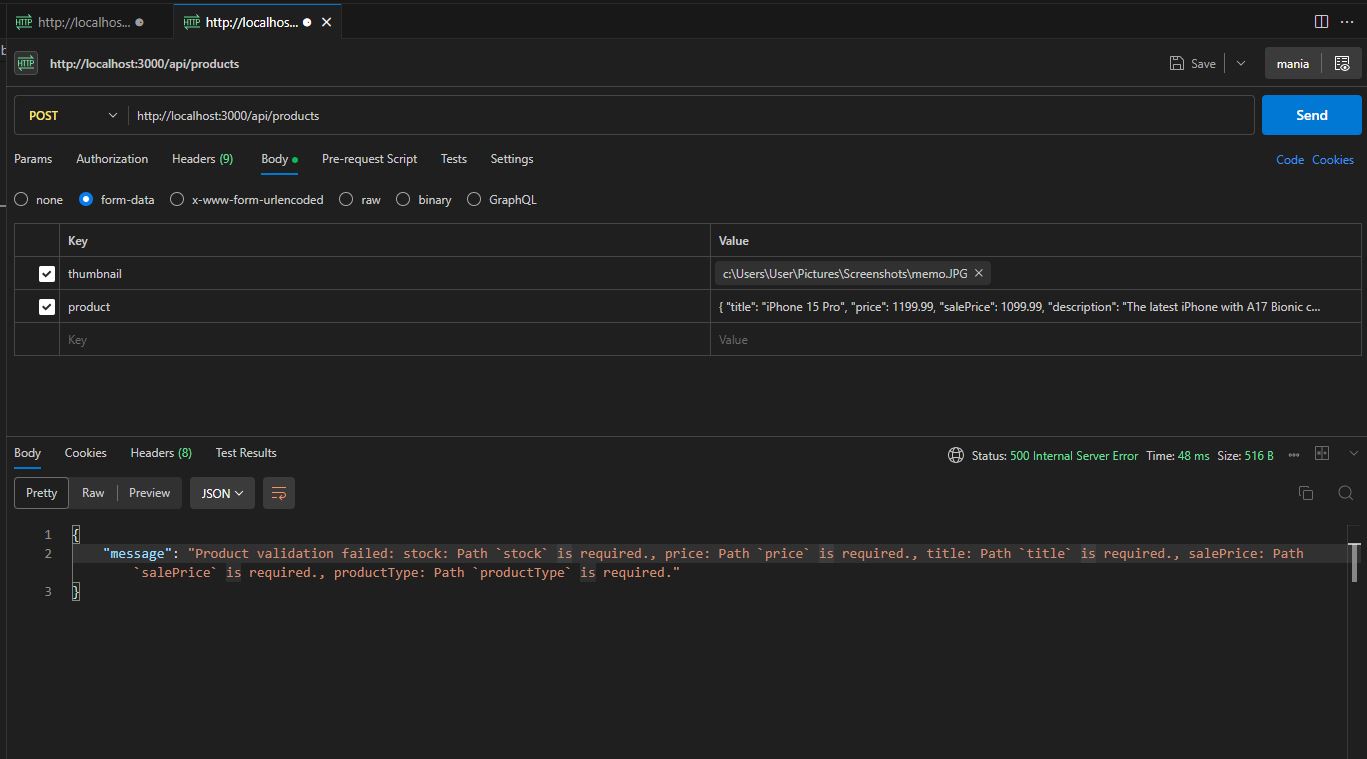 HTTP http://localhos...
HTTP http://localhos...
HTTP http://localhost:3000/api/products
Save
mania
POST
http://localhost:3000/api/products
Send
Params Authorization Headers (9) Body Pre-request Script Tests Settings
Code Cookies
none form-data x-www-form-urlencoded raw binary GraphQL
Key Value
thumbnail c:\Users\User\Pictures\Screenshots\memo.JPG
product { "title": "iPhone 15 Pro", "price": 1199.99, "salePrice": 1099.99, "description": "The latest iPhone with A17 Bionic c...
Key Value
Body Cookies Headers (8) Test Results
Status: 500 Internal Server Error Time: 48 ms Size: 516 B
Pretty Raw Preview JSON
1 {
2 "message": "Product validation failed: stock: Path `stock` is required., price: Path `price` is required., title: Path `title` is required., salePrice: Path
`salePrice` is required., productType: Path `productType` is required."
3 }